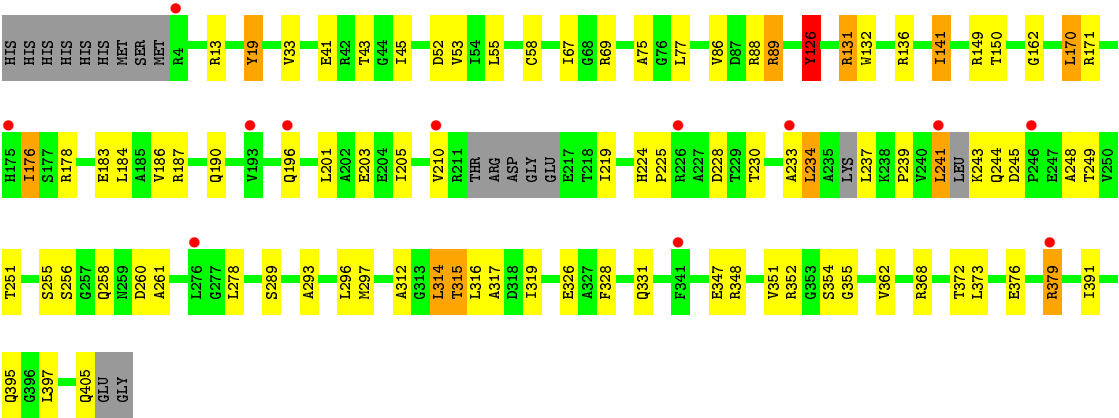 HIS HIS HIS HIS HIS HIS MET SER MET R4 R13 Y19 V33 E41 R42 T43 G44 I45 D52 V53 I54 L55 C58 I67 G68 R69 A75 G76 L77 V86 D87 R88 R89 Y126 R131 W132 R136 I141 R149 T150 G162 L170 R171
H175 I176 S177 R178 E183 L184 A185 V186 R187 Q190 V193 Q196 L201 A202 E203 E204 I205 V210 R211 THR ARG ASP GLY GLU E217 T218 I219 H224 P225 R226 A227 D228 T229 T230 A233 L234 A235 LYS L237 K238 P239 V240 L241 LEU K243 Q244 D245 P246 E247 A248 T249 V250
T251 S255 S256 G257 Q258 N259 D260 A261 L276 G277 L278 S289 A293 L296 M297 A312 G313 L314 T315 L316 A317 D318 I319 E326 A327 F328 Q331 F341 E347 R348 V351 R352 G353 S354 G355 V362 R368 T372 L373 E376 R379 I391
Q395 G396 L397 Q405 GLU GLY